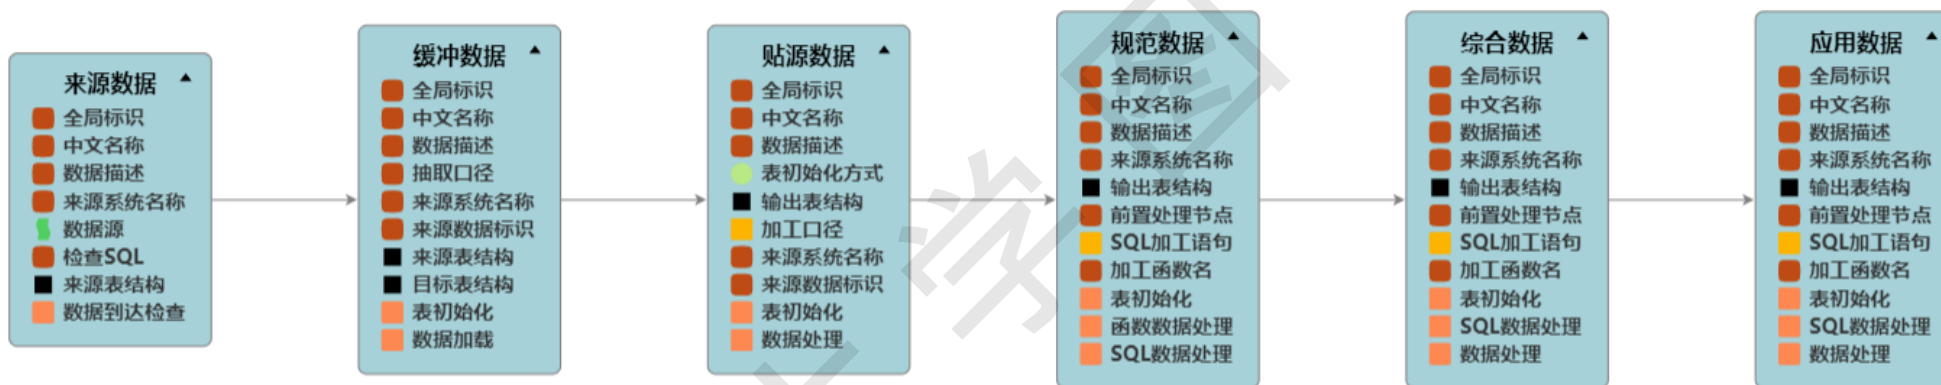 来源数据
全局标识
中文名称
数据描述
来源系统名称
数据源
检查SQL
来源表结构
数据到达检查
缓冲数据
全局标识
中文名称
数据描述
抽取口径
来源系统名称
来源数据标识
来源表结构
目标表结构
表初始化
数据加载
贴源数据
全局标识
中文名称
数据描述
表初始化方式
输出表结构
加工口径
来源系统名称
来源数据标识
表初始化
数据处理
规范数据
全局标识
中文名称
数据描述
来源系统名称
输出表结构
前置处理节点
SQL加工语句
加工函数名
表初始化
函数数据处理
SQL数据处理
综合数据
全局标识
中文名称
数据描述
来源系统名称
输出表结构
前置处理节点
SQL加工语句
加工函数名
表初始化
SQL数据处理
数据处理
应用数据
全局标识
中文名称
数据描述
来源系统名称
输出表结构
前置处理节点
SQL加工语句
加工函数名
表初始化
SQL数据处理
数据处理
学图